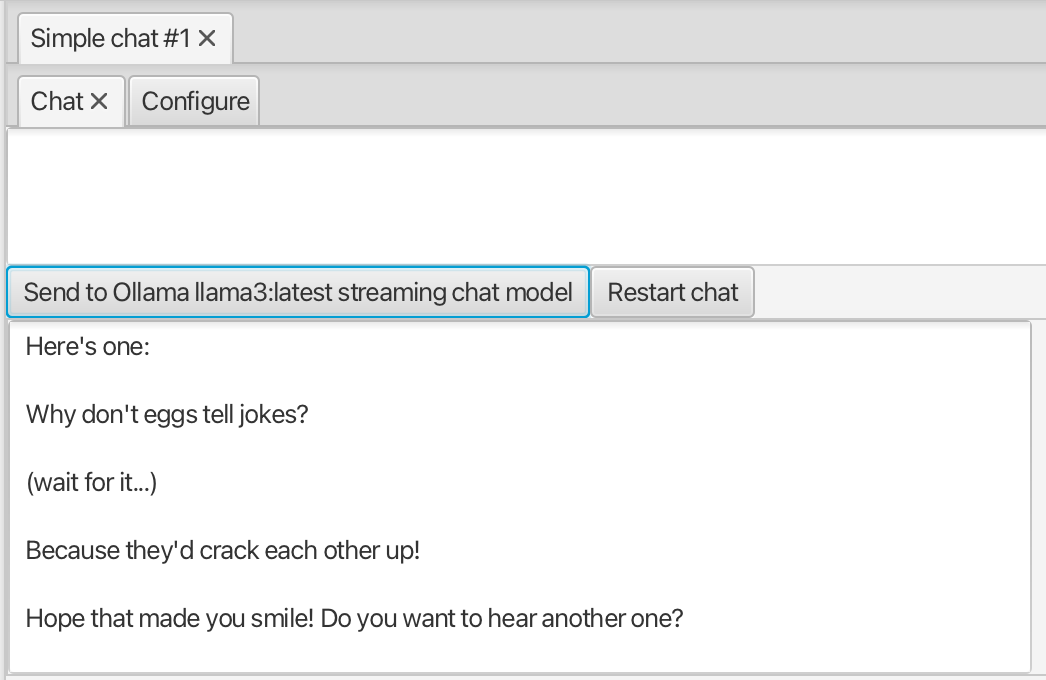 Simple chat #1
Chat
Configure
Send to Ollama llama3:latest streaming chat model
Restart chat
Here's one:
Why don't eggs tell jokes?
(wait for it...)
Because they'd crack each other up!
Hope that made you smile! Do you want to hear another one?